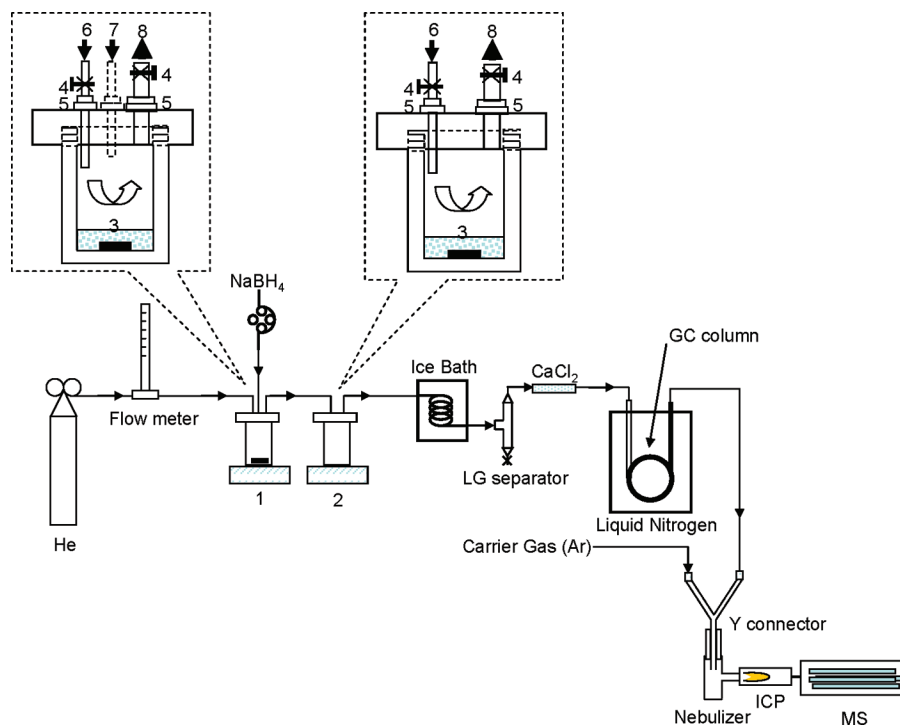 6 7 8
4 4
5 5
3
6 8
4 4
5 5
3
NaBH4
GC column
Ice Bath
CaCl2
Flow meter
LG separator
1 2
Liquid Nitrogen
He
Carrier Gas (Ar)
Y connector
ICP
Nebulizer
MS